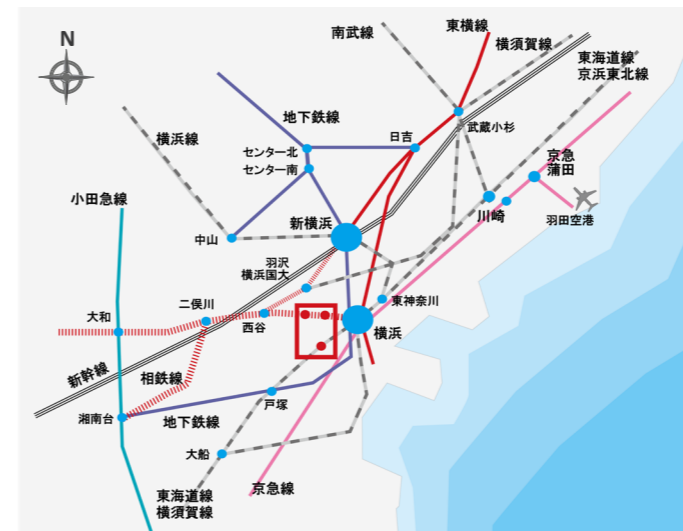 N
南武線
東横線
横須賀線
東海道線
京浜東北線
地下鉄線
日吉
武蔵小杉
横浜線
センター北
センター南
京急
蒲田
小田急線
新横浜
川崎
羽田空港
中山
羽沢
横浜国大
東神奈川
二俣川
大和
西谷
横浜
新幹線
相鉄線
湘南台
地下鉄線
戸塚
大船
京急線
東海道線
横須賀線